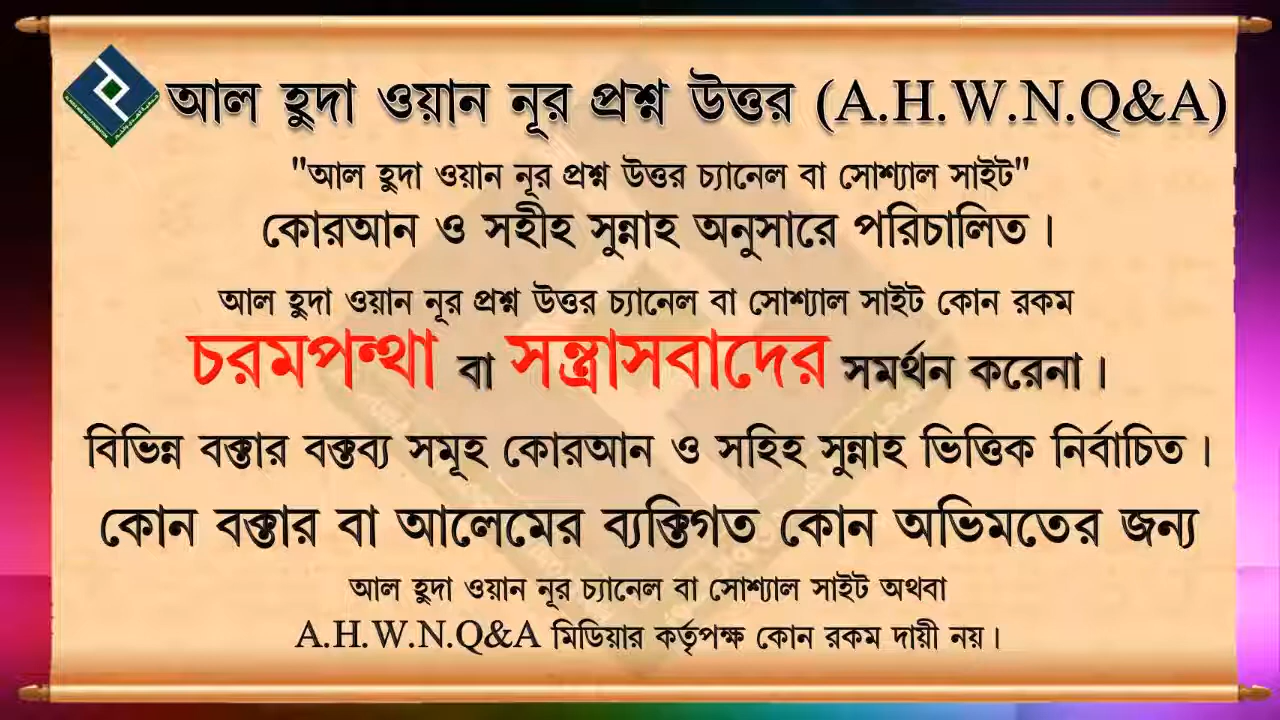 আল হুদা ওয়ান নূর প্রশ্ন উত্তর (A.H.W.N.Q&A)
"আল হুদা ওয়ান নূর প্রশ্ন উত্তর চ্যানেল বা সোশ্যাল সাইট"
কোরআন ও সহীহ সুন্নাহ অনুসারে পরিচালিত।
আল হুদা ওয়ান নূর প্রশ্ন উত্তর চ্যানেল বা সোশ্যাল সাইট কোন রকম
চরমপন্থা বা সন্ত্রাসবাদের সমর্থন করেনা।
বিভিন্ন বক্তার বক্তব্য সমূহ কোরআন ও সহিহ সুন্নাহ ভিত্তিক নির্বাচিত।
কোন বক্তার বা আলেমের ব্যক্তিগত কোন অভিমতের জন্য
আল হুদা ওয়ান নূর চ্যানেল বা সোশ্যাল সাইট অথবা
A.H.W.N.Q&A মিডিয়ার কর্তৃপক্ষ কোন রকম দায়ী নয়।